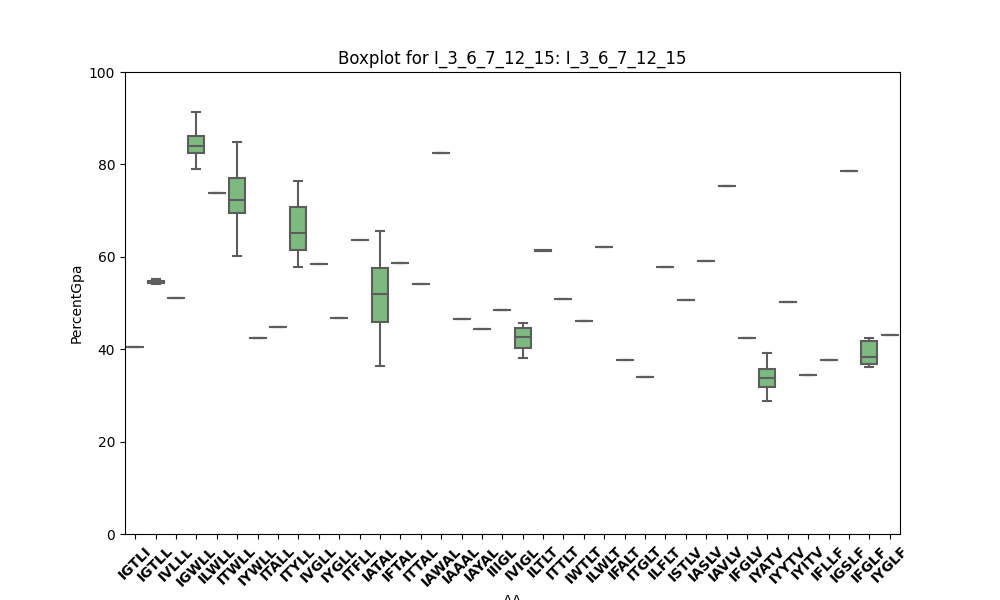 Boxplot for I_3_6_7_12_15: I_3_6_7_12_15
100
80
60
40
20
0
PercentGpa
IGTLI
IGTLL
IVLLL
IGWLL
ILWLL
ITWLL
IYWLL
ITALL
ITYLL
IVGLL
IYGLL
ITFLL
IATAL
IFTAL
ITTAL
IAWAL
IAAAL
IAYAL
IIIGL
IVIGL
ILTLT
ITTLT
IWTLT
ILWLT
IFALT
ITGLT
ILFLT
ISTLV
IASLV
IAVLV
IFGLV
IYATV
IYYTV
IYITV
IFLLF
IGSLF
IFGLF
IYGLF
AA